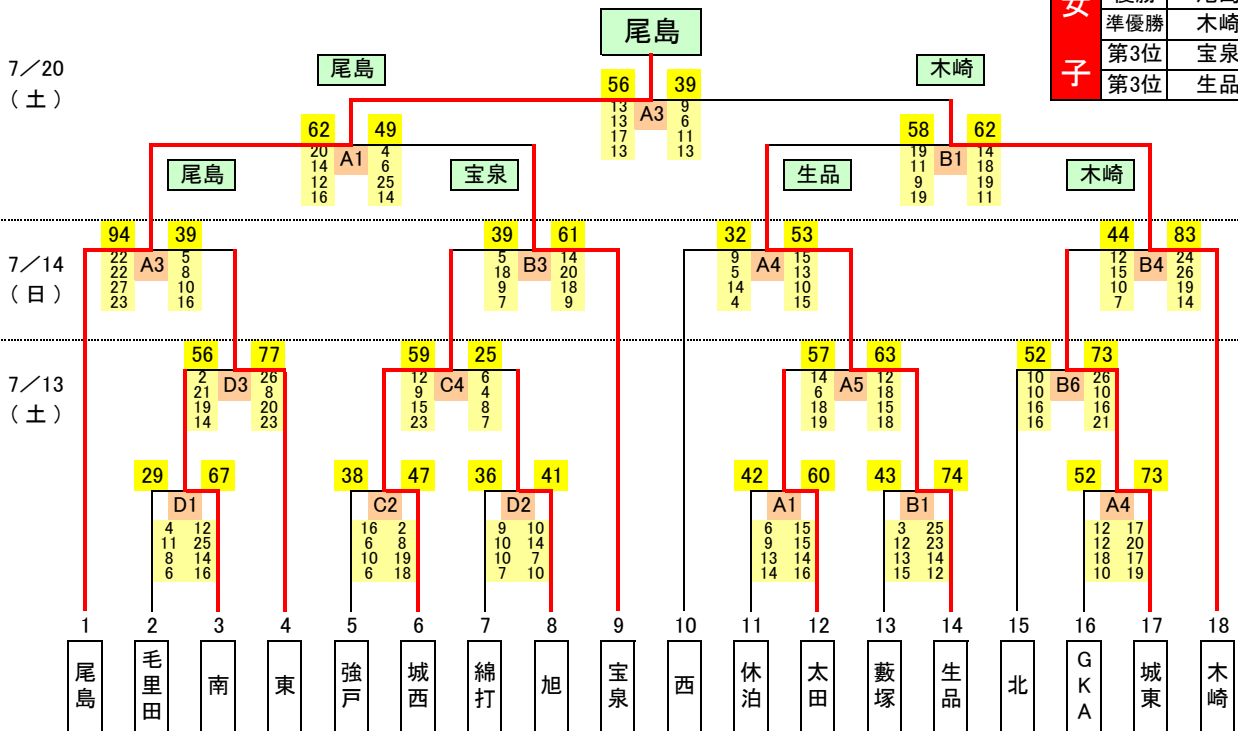 尾島
女子
優勝 尾島
準優勝 木崎
第3位 宝泉
第3位 生品
7/20
(土)
尾島
木崎
56 A3 39
13 9
13 6
17 11
13 13
62 A1 49
20 4
14 6
12 25
16 14
58 B1 62
19 14
11 18
9 19
19 11
尾島
宝泉
生品
木崎
7/14
(日)
94 A3 39
22 5
22 8
27 10
23 16
39 B3 61
5 14
18 20
9 18
7 9
32 A4 53
9 15
5 13
14 10
4 15
44 B4 83
12 24
15 26
10 19
7 14
7/13
(土)
56 D3 77
2 26
21 8
19 20
14 23
59 C4 25
12 6
9 4
15 8
23 7
57 A5 63
14 12
6 18
18 15
19 18
52 B6 73
10 26
10 10
16 16
16 21
29 D1 67
4 12
11 25
8 14
6 16
38 C2 47
16 2
6 8
10 19
6 18
36 D2 41
9 10
10 14
10 7
7 10
42 A1 60
6 15
9 15
13 14
14 16
43 B1 74
3 25
12 23
13 14
15 12
52 A4 73
12 17
12 20
18 17
10 19
1 2 3 4 5 6 7 8 9 10 11 12 13 14 15 16 17 18
尾島 毛里田 南 東 強戸 城西 綿打 旭 宝泉 西 休泊 太田 藪塚 生品 北 GKA 城東 木崎